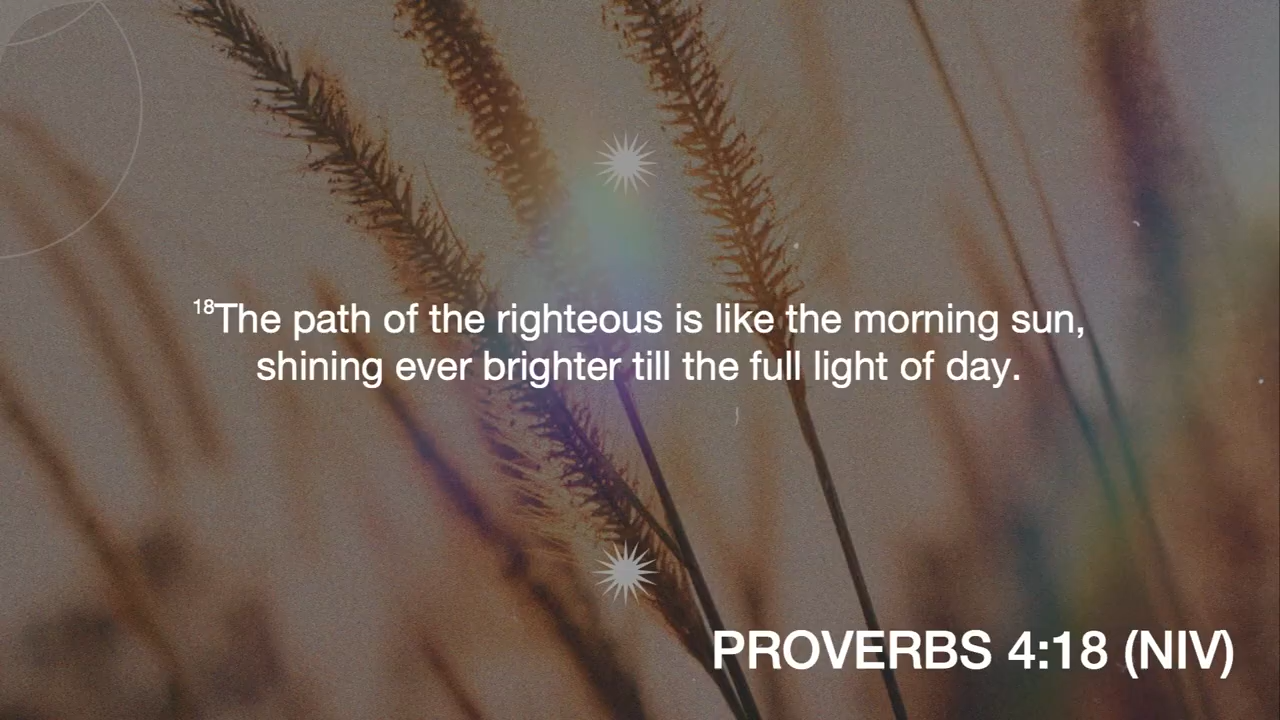 ¹⁸The path of the righteous is like the morning sun,
shining ever brighter till the full light of day.
PROVERBS 4:18 (NIV)